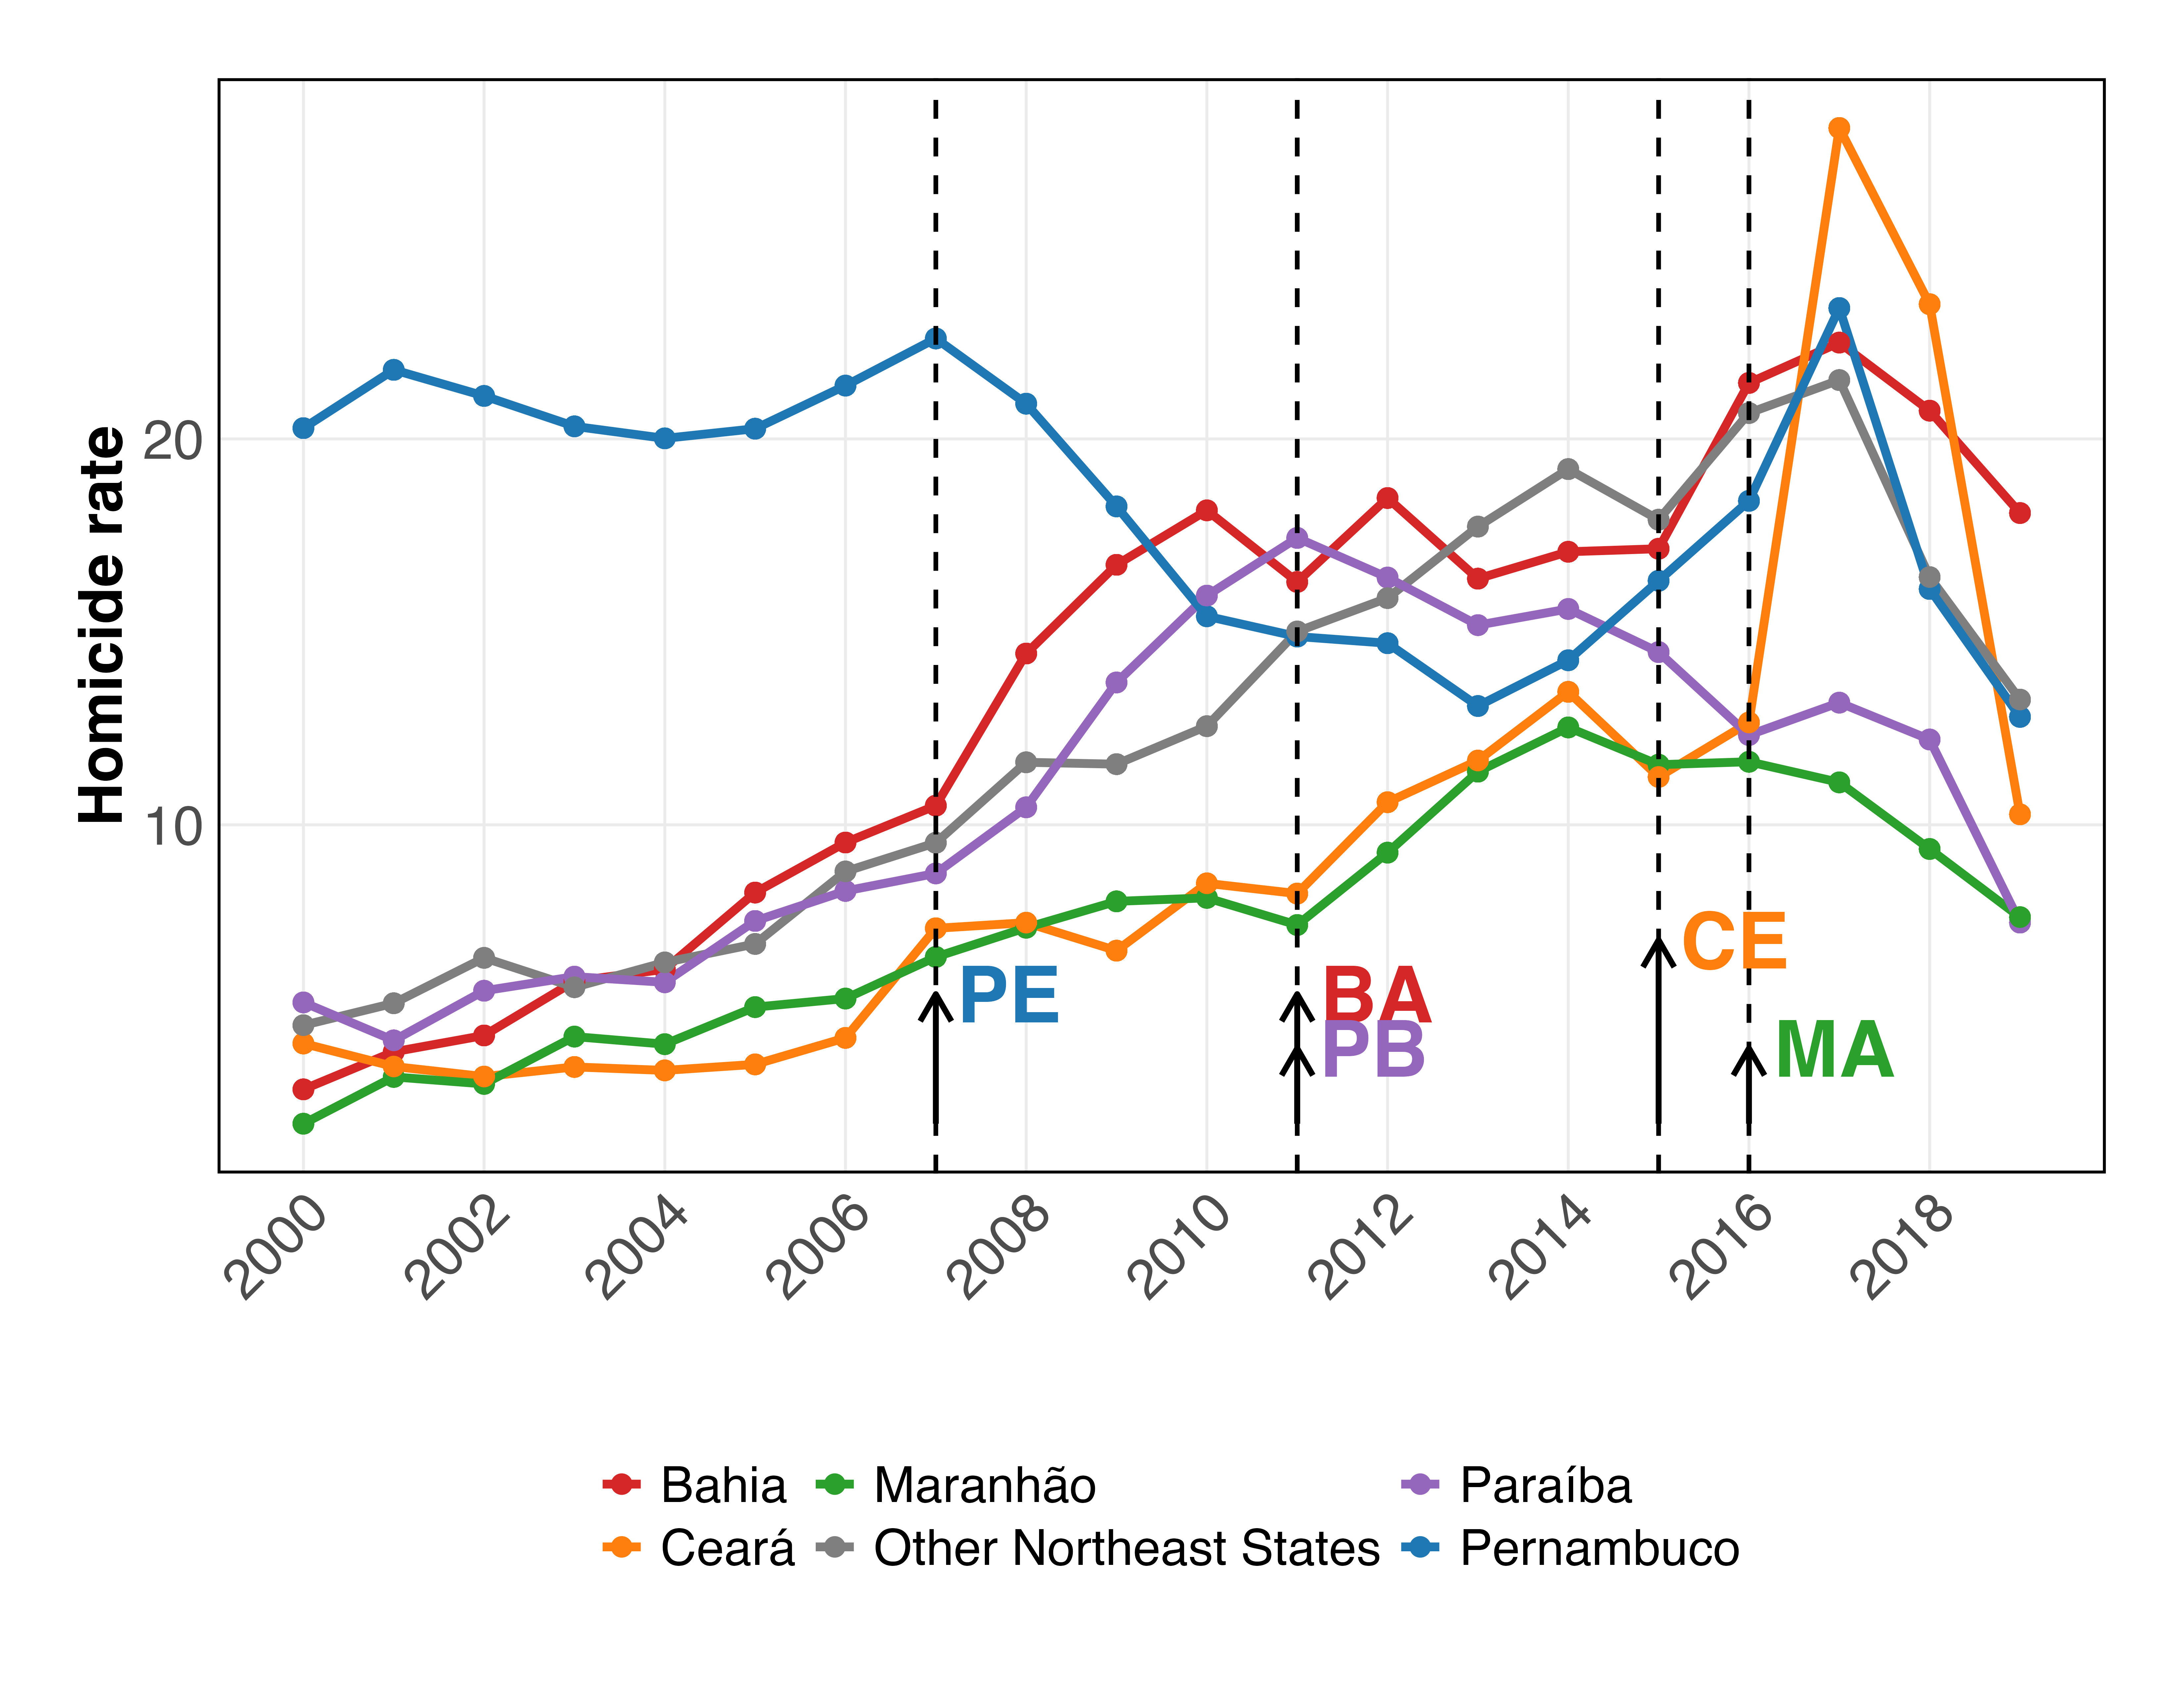 Homicide rate
20
10
PE
BA
PB
CE
MA
2000 2002 2004 2006 2008 2010 2012 2014 2016 2018
Bahia Maranhão Paraíba
Ceará Other Northeast States Pernambuco